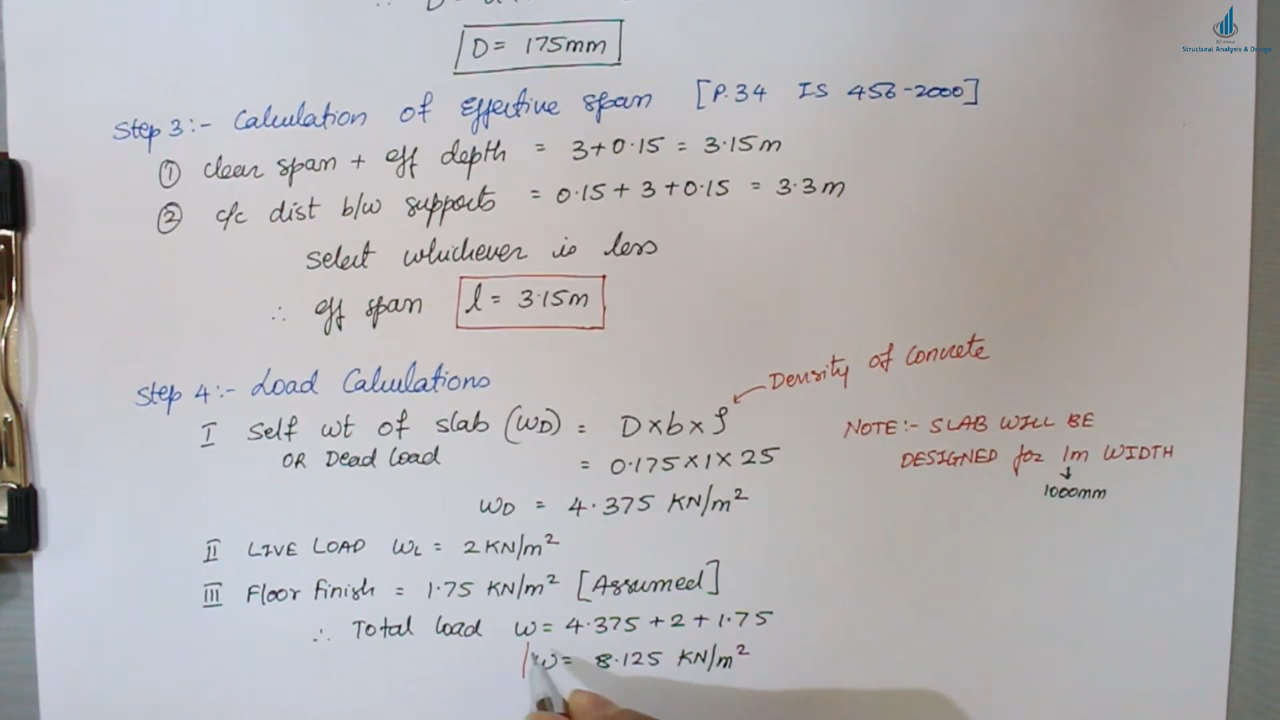 D = 175mm
Structural Analysis & Design
Step 3:- Calculation of Effective Span [P.34 IS 456-2000]
① clear span + eff depth = 3+0.15 = 3.15m
② c/c dist b/w supports = 0.15 + 3 + 0.15 = 3.3m
Select whichever is less
∴ eff span l = 3.15m
Step 4:- Load Calculations
Density of Concrete
I Self wt of slab (WD) = D×b×ρ
OR Dead Load = 0.175×1×25
NOTE:- SLAB WILL BE
DESIGNED for 1m WIDTH
1000mm
WD = 4.375 KN/m²
II LIVE LOAD WL = 2KN/m²
III Floor finish = 1.75 KN/m² [Assumed]
∴ Total load W = 4.375 + 2 + 1.75
W = 8.125 KN/m²